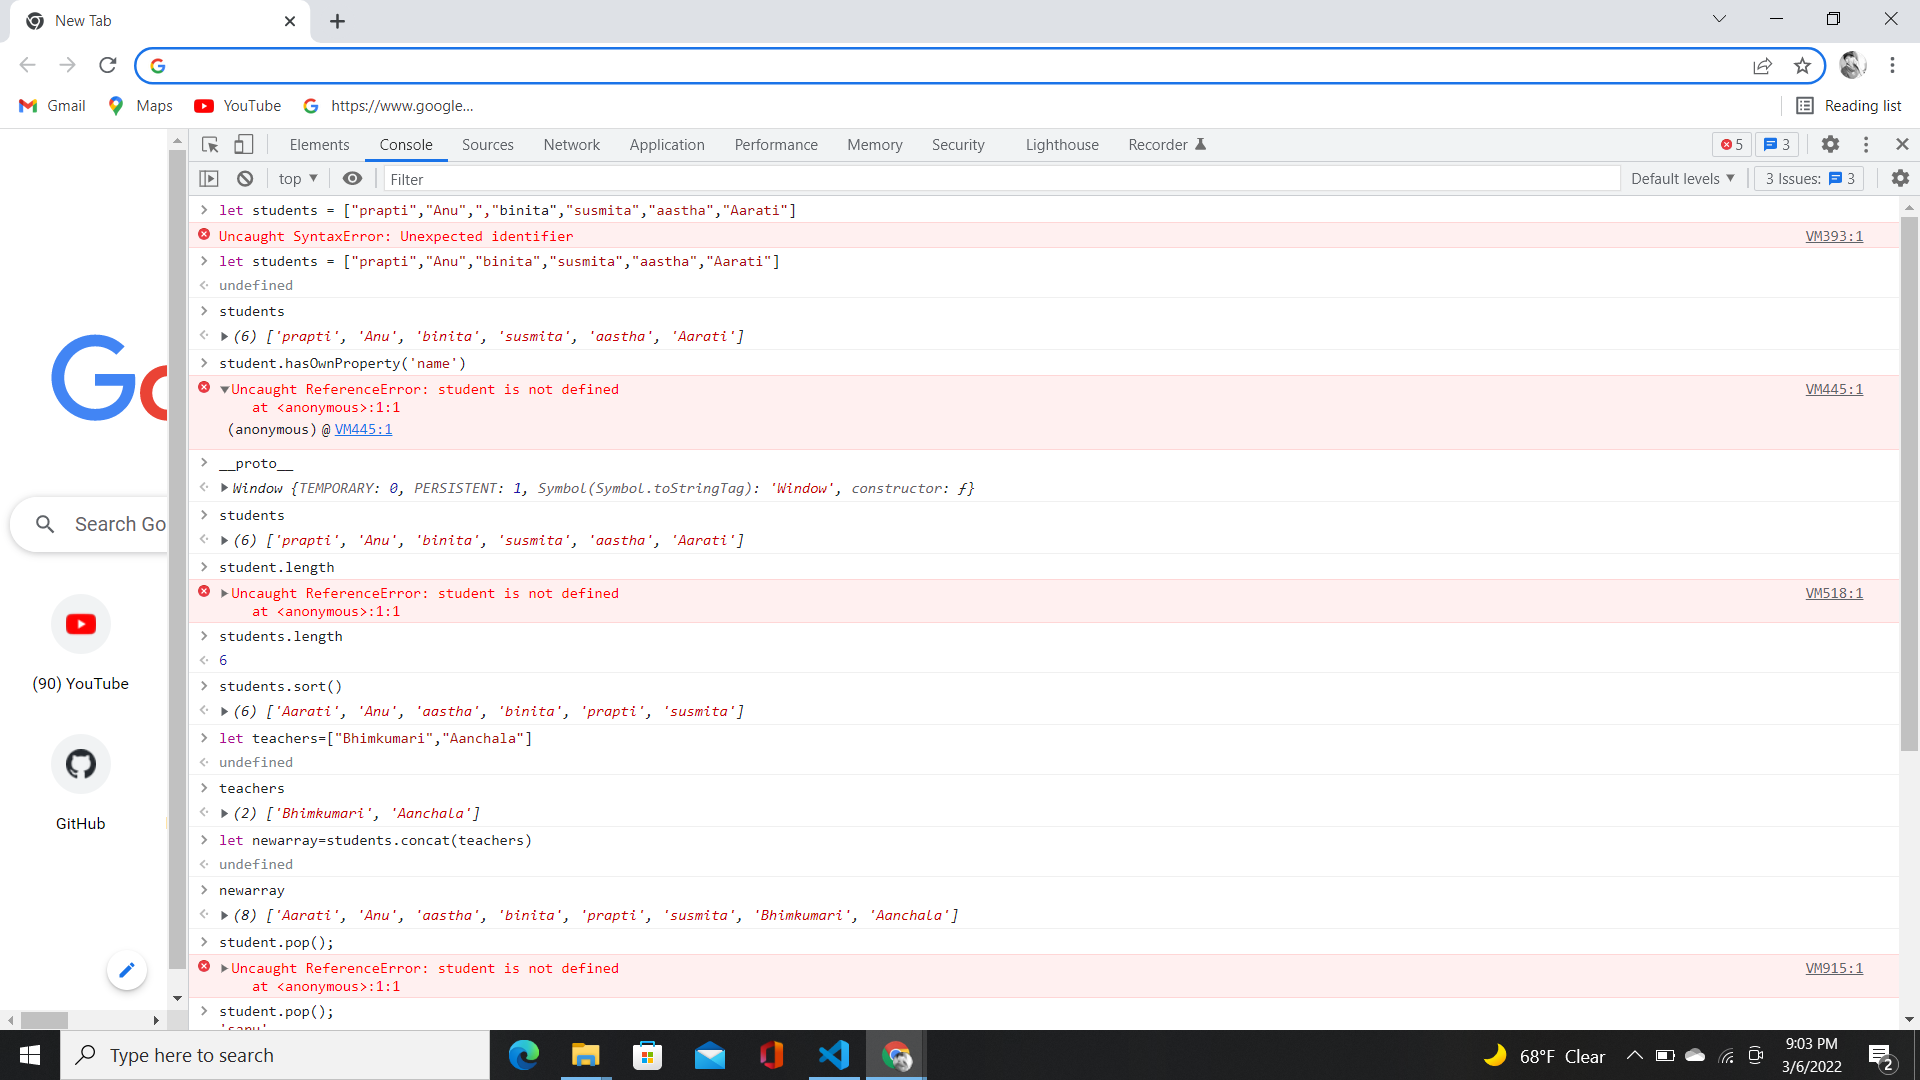 New Tab
Gmail
Maps
YouTube
https://www.google...
Reading list
Elements
Console
Sources
Network
Application
Performance
Memory
Security
Lighthouse
Recorder
5
3
top
Filter
Default levels
3 Issues:
3
let students = ["prapti","Anu",","binita","susmita","aastha","Aarati"]
Uncaught SyntaxError: Unexpected identifier
VM393:1
let students = ["prapti","Anu","binita","susmita","aastha","Aarati"]
undefined
students
(6) ['prapti', 'Anu', 'binita', 'susmita', 'aastha', 'Aarati']
student.hasOwnProperty('name')
Uncaught ReferenceError: student is not defined
VM445:1
at <anonymous>:1:1
(anonymous) @ VM445:1
__proto__
Window {TEMPORARY: 0, PERSISTENT: 1, Symbol(Symbol.toStringTag): 'Window', constructor: ƒ}
students
(6) ['prapti', 'Anu', 'binita', 'susmita', 'aastha', 'Aarati']
student.length
Uncaught ReferenceError: student is not defined
VM518:1
at <anonymous>:1:1
students.length
6
students.sort()
(6) ['Aarati', 'Anu', 'aastha', 'binita', 'prapti', 'susmita']
let teachers=["Bhimkumari","Aanchala"]
undefined
teachers
(2) ['Bhimkumari', 'Aanchala']
let newarray=students.concat(teachers)
undefined
newarray
(8) ['Aarati', 'Anu', 'aastha', 'binita', 'prapti', 'susmita', 'Bhimkumari', 'Aanchala']
student.pop();
Uncaught ReferenceError: student is not defined
VM915:1
at <anonymous>:1:1
student.pop();
Go
Search Go
(90) YouTube
GitHub
Type here to search
68°F Clear
9:03 PM
3/6/2022
2